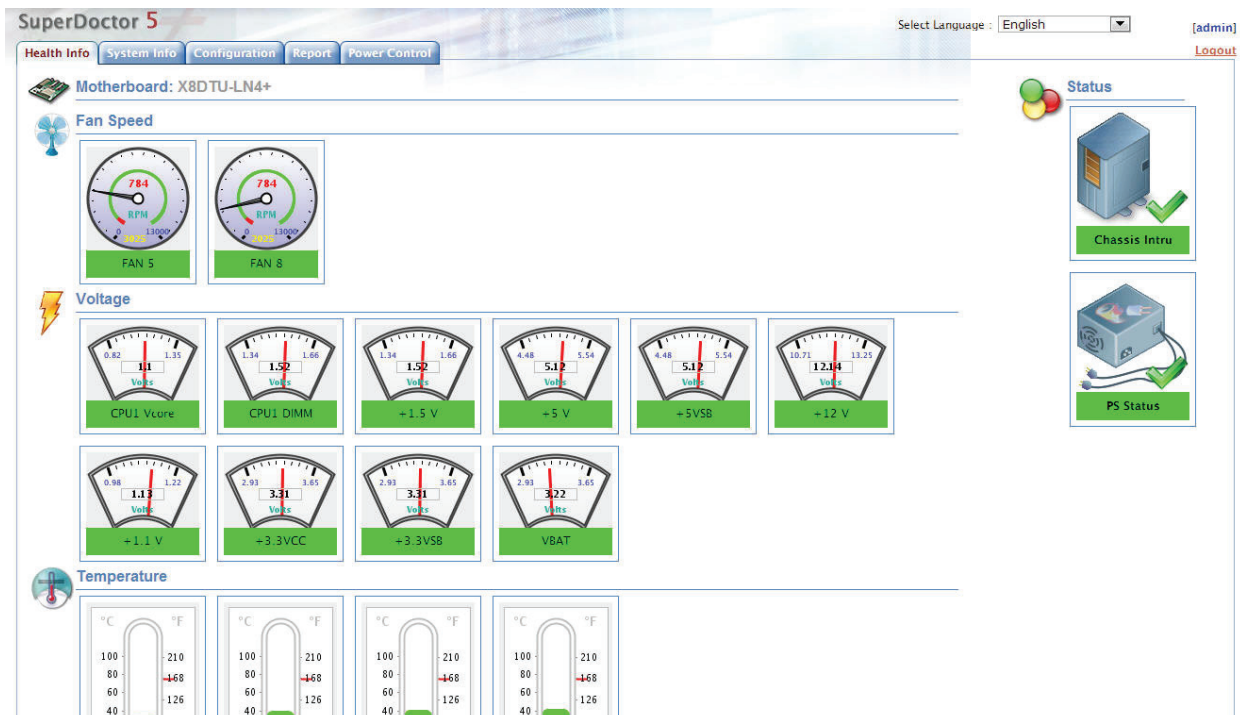 SuperDoctor 5
Select Language : English
[admin]
Logout
Health Info System Info Configuration Report Power Control
Motherboard: X8DTU-LN4+
Status
Fan Speed
784 784
RPM RPM
0 13000 0 13000
3025 2025
FAN 5 FAN 8
Chassis Intru
Voltage
0.82 1.35 1.34 1.66 1.34 1.66 4.48 5.54 4.48 5.54 10.71 13.25
1.1 1.52 1.52 5.12 5.12 12.14
Volts Volts Volts Volts Volts Volts
CPU1 Vcore CPU1 DIMM +1.5 V +5 V +5VSB +12 V
PS Status
0.98 1.22 2.93 3.65 2.93 3.65 2.93 3.65
1.13 3.31 3.31 3.22
Volts Volts Volts Volts
+1.1 V +3.3VCC +3.3VSB VBAT
Temperature
°C °F °C °F °C °F °C °F
100 210 100 210 100 210 100 210
80 168 80 168 80 168 80 168
60 126 60 126 60 126 60 126
40 40 40 40